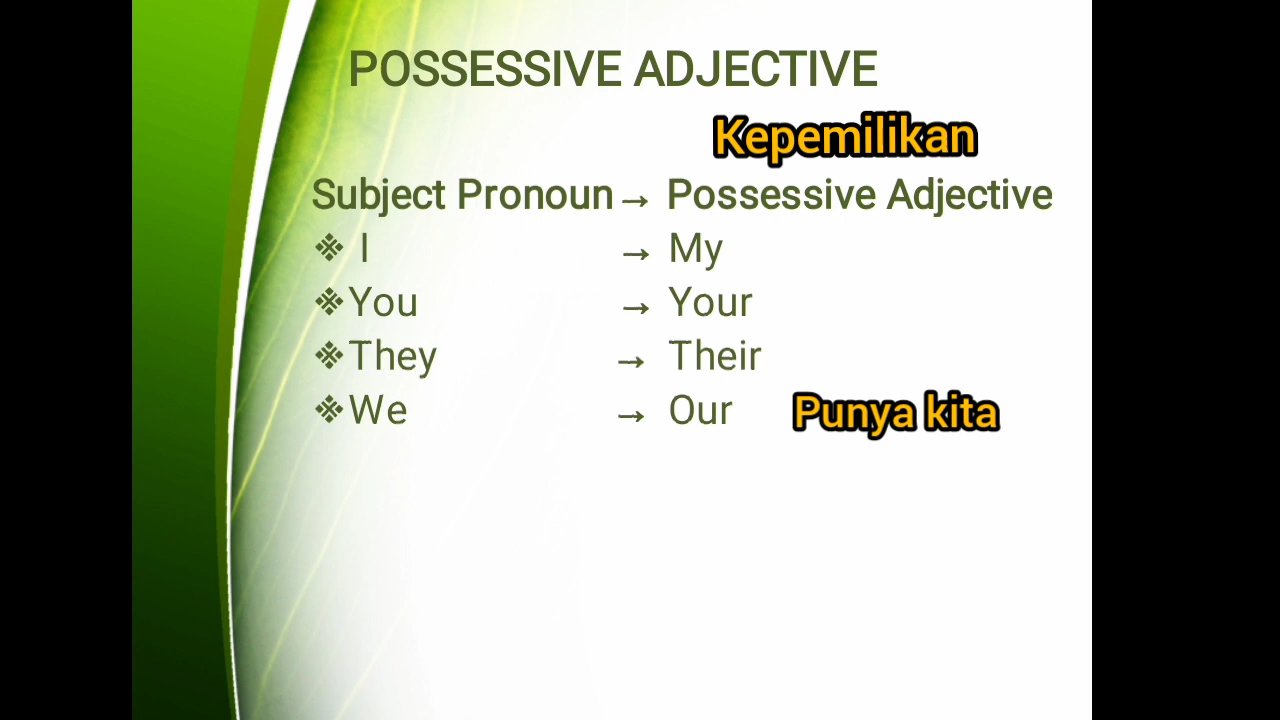 POSSESSIVE ADJECTIVE
Kepemilikan
Subject Pronoun → Possessive Adjective
❖ I → My
❖ You → Your
❖ They → Their
❖ We → Our Punya kita